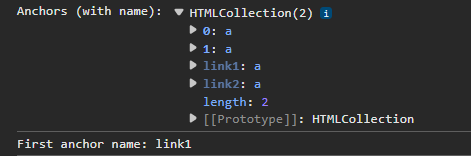 Anchors (with name): ▼ HTMLCollection(2) i
▶ 0: a
▶ 1: a
▶ link1: a
▶ link2: a
length: 2
▶ [[Prototype]]: HTMLCollection
First anchor name: link1